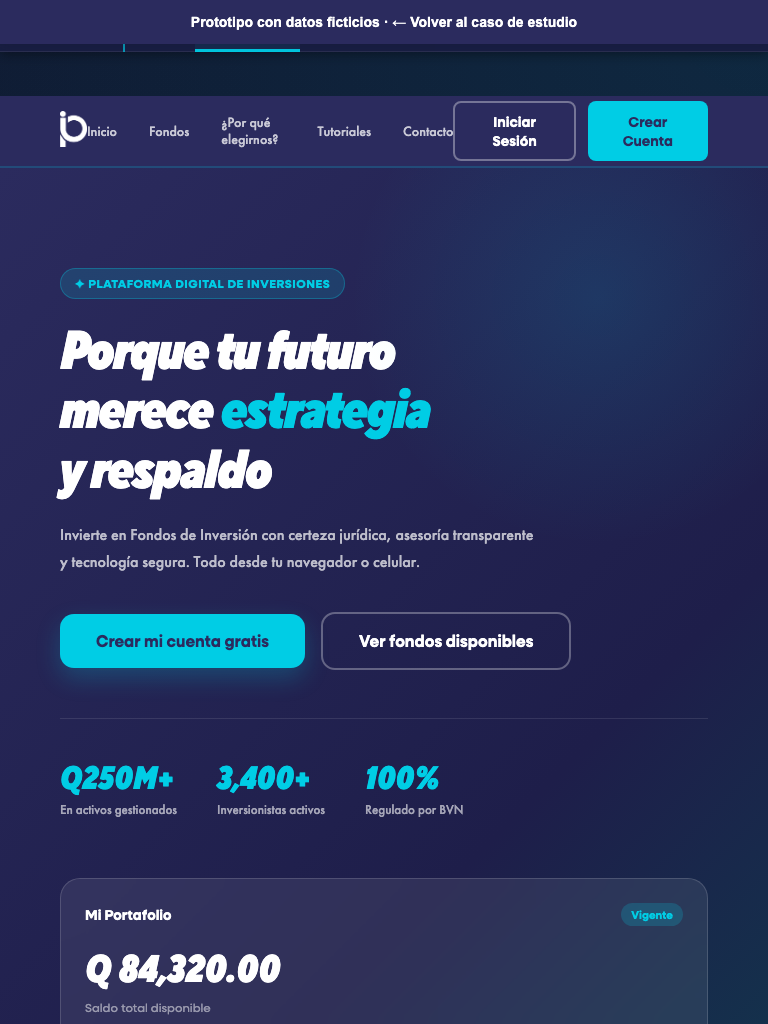 Prototipo con datos ficticios · ← Volver al caso de estudio
ip
Inicio
Fondos
¿Por qué
elegirnos?
Tutoriales
Contacto
Iniciar
Sesión
Crear
Cuenta
✦ PLATAFORMA DIGITAL DE INVERSIONES
Porque tu futuro
merece estrategia
y respaldo
Invierte en Fondos de Inversión con certeza jurídica, asesoría transparente
y tecnología segura. Todo desde tu navegador o celular.
Crear mi cuenta gratis
Ver fondos disponibles
Q250M+
En activos gestionados
3,400+
Inversionistas activos
100%
Regulado por BVN
Mi Portafolio
Vigente
Q 84,320.00
Saldo total disponible